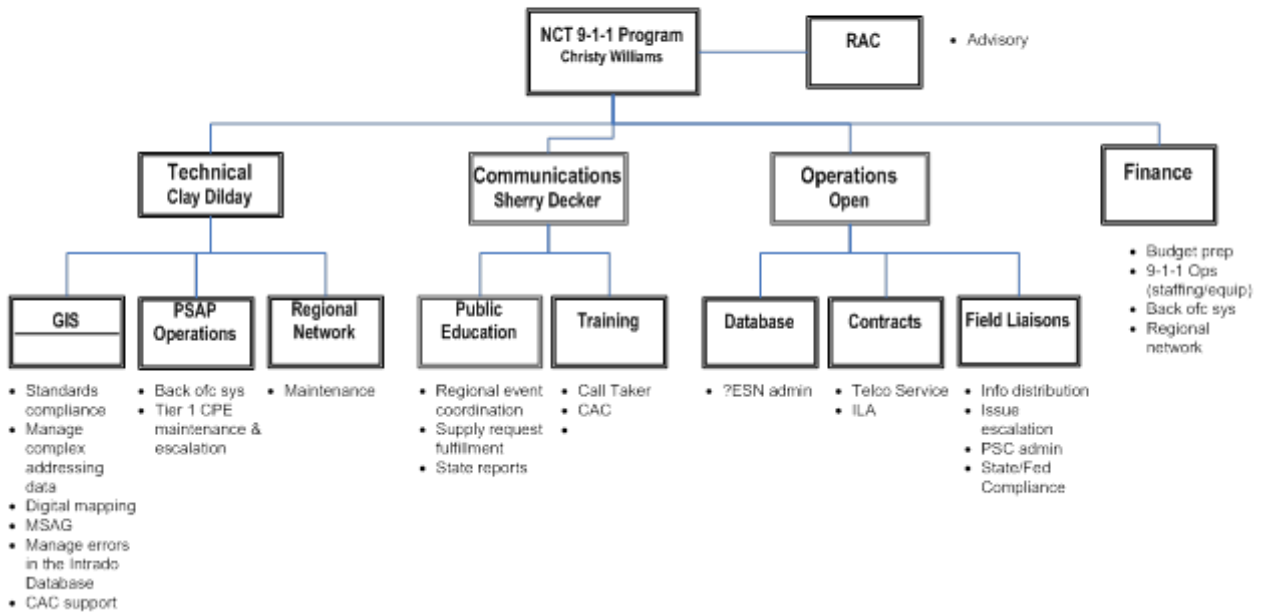 NCT 9-1-1 Program
Christy Williams
RAC
• Advisory
Technical
Clay Dilday
Communications
Sherry Decker
Operations
Open
Finance
• Budget prep
• 9-1-1 Ops
(staffing/equip)
• Back ofc sys
• Regional
network
GIS
• Standards
compliance
• Manage
complex
addressing
data
• Digital mapping
• MSAG
• Manage errors
in the Intrado
Database
• CAC support
PSAP
Operations
• Back ofc sys
• Tier 1 CPE
maintenance &
escalation
Regional
Network
• Maintenance
Public
Education
• Regional event
coordination
• Supply request
fulfillment
• State reports
Training
• Call Taker
• CAC
•
Database
• ?ESN admin
Contracts
• Telco Service
• ILA
Field Liaisons
• Info distribution
• Issue
escalation
• PSC admin
• State/Fed
Compliance